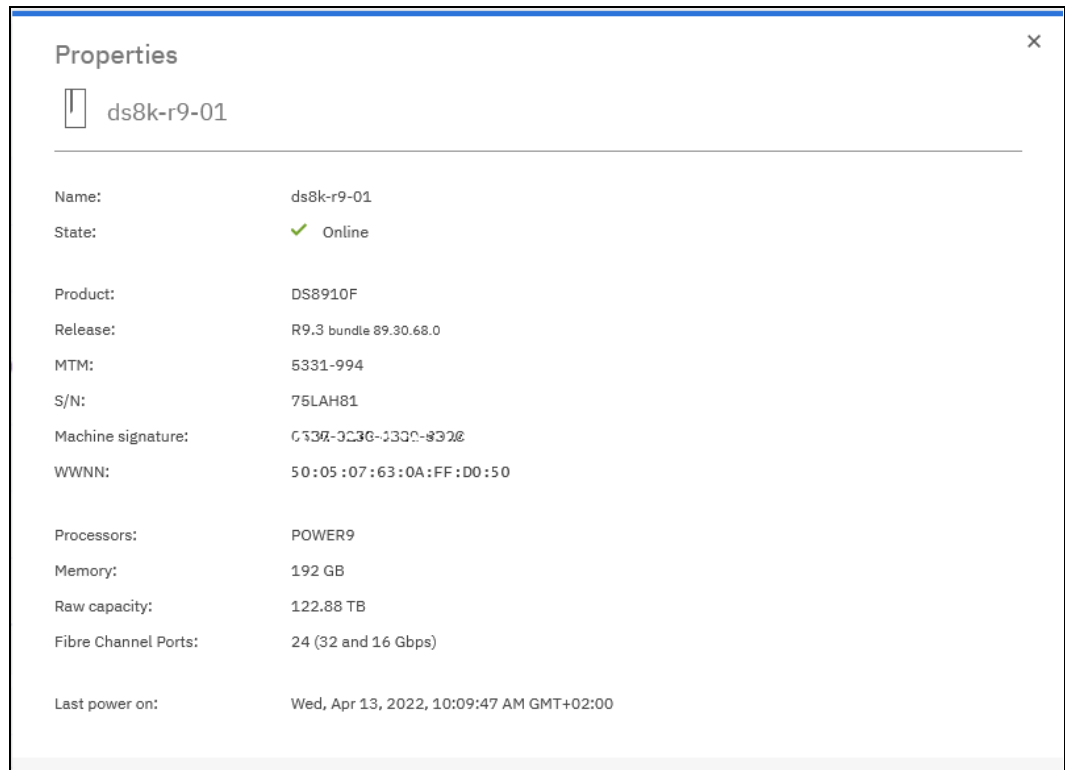 Properties
ds8k-r9-01
Name: ds8k-r9-01
State: Online
Product: DS8910F
Release: R9.3 bundle 89.30.68.0
MTM: 5331-994
S/N: 75LAH81
Machine signature:
WWNN: 50:05:07:63:0A:FF:D0:50
Processors: POWER9
Memory: 192 GB
Raw capacity: 122.88 TB
Fibre Channel Ports: 24 (32 and 16 Gbps)
Last power on: Wed, Apr 13, 2022, 10:09:47 AM GMT+02:00